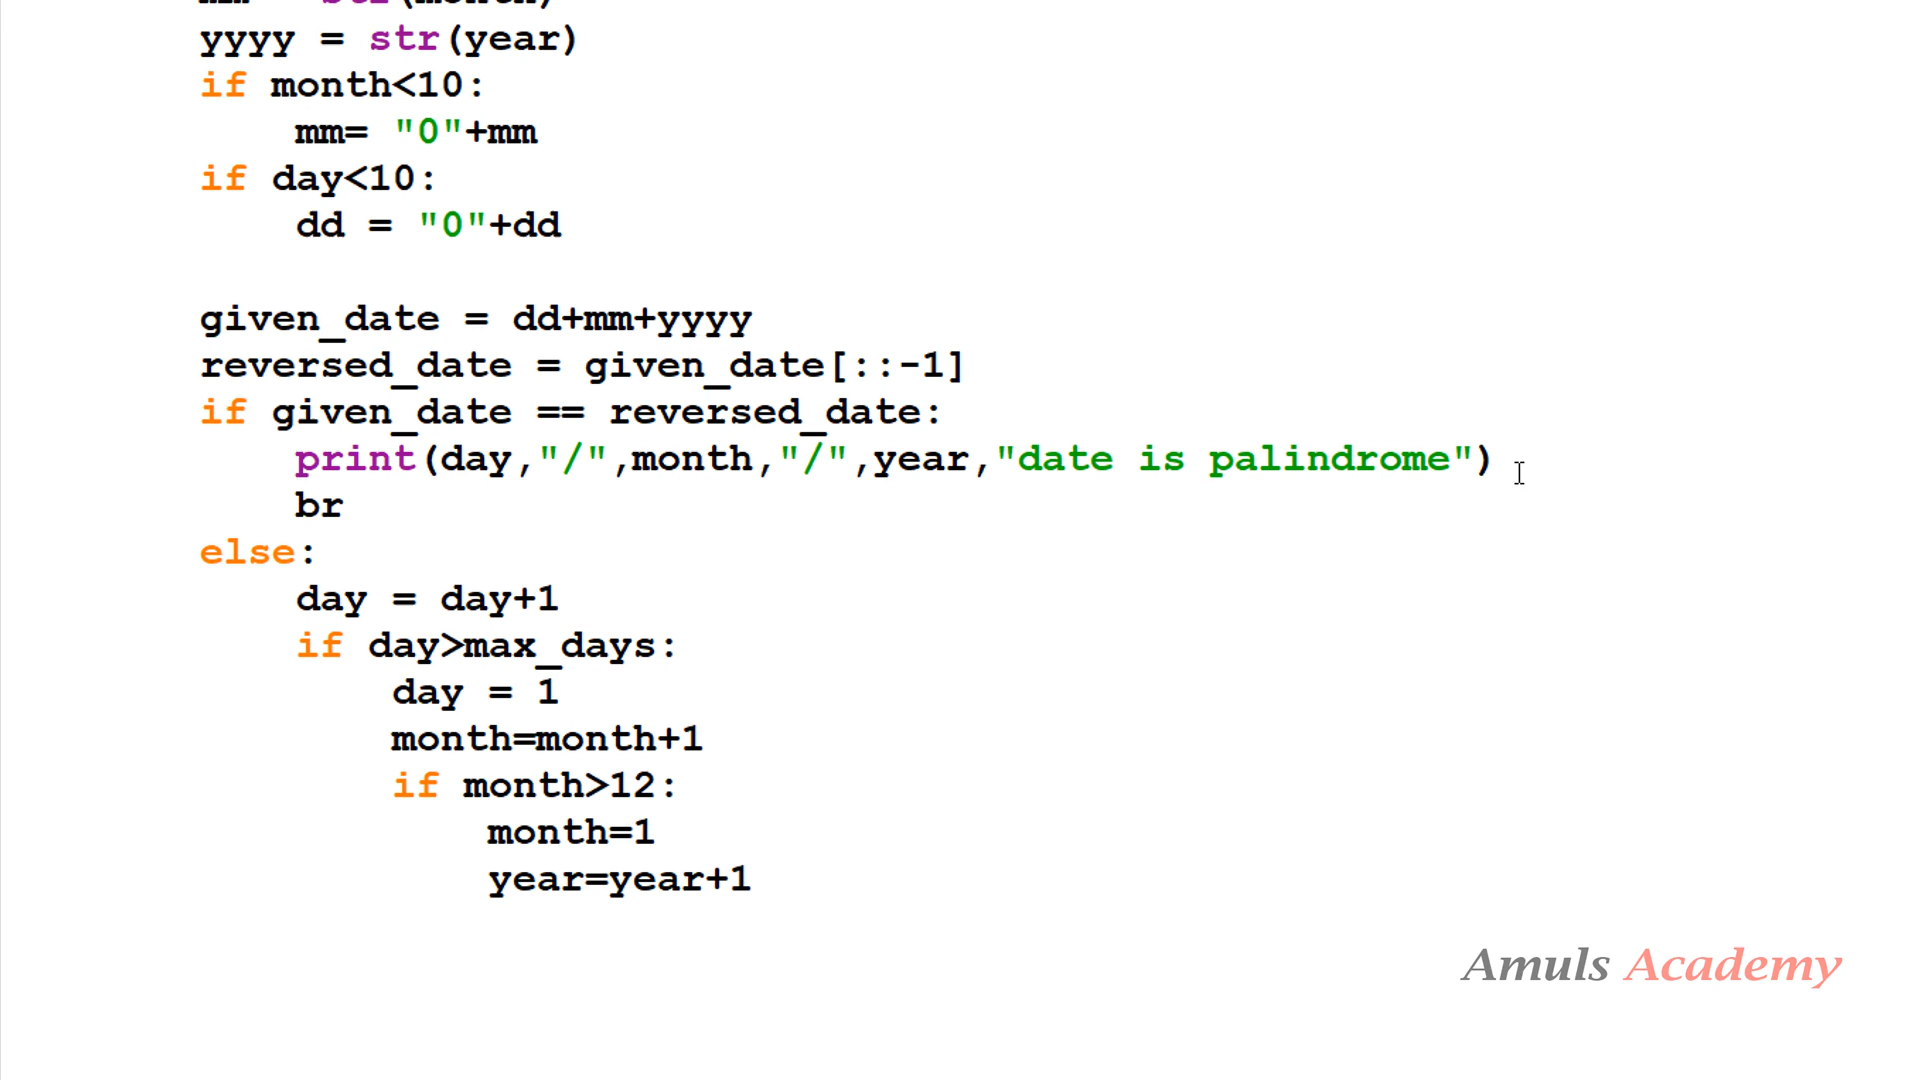 yyyy = str(year)
if month<10:
mm= "0"+mm
if day<10:
dd = "0"+dd
given_date = dd+mm+yyyy
reversed_date = given_date[::-1]
if given_date == reversed_date:
print(day,"/",month,"/",year,"date is palindrome")
br
else:
day = day+1
if day>max_days:
day = 1
month=month+1
if month>12:
month=1
year=year+1
Amuls Academy